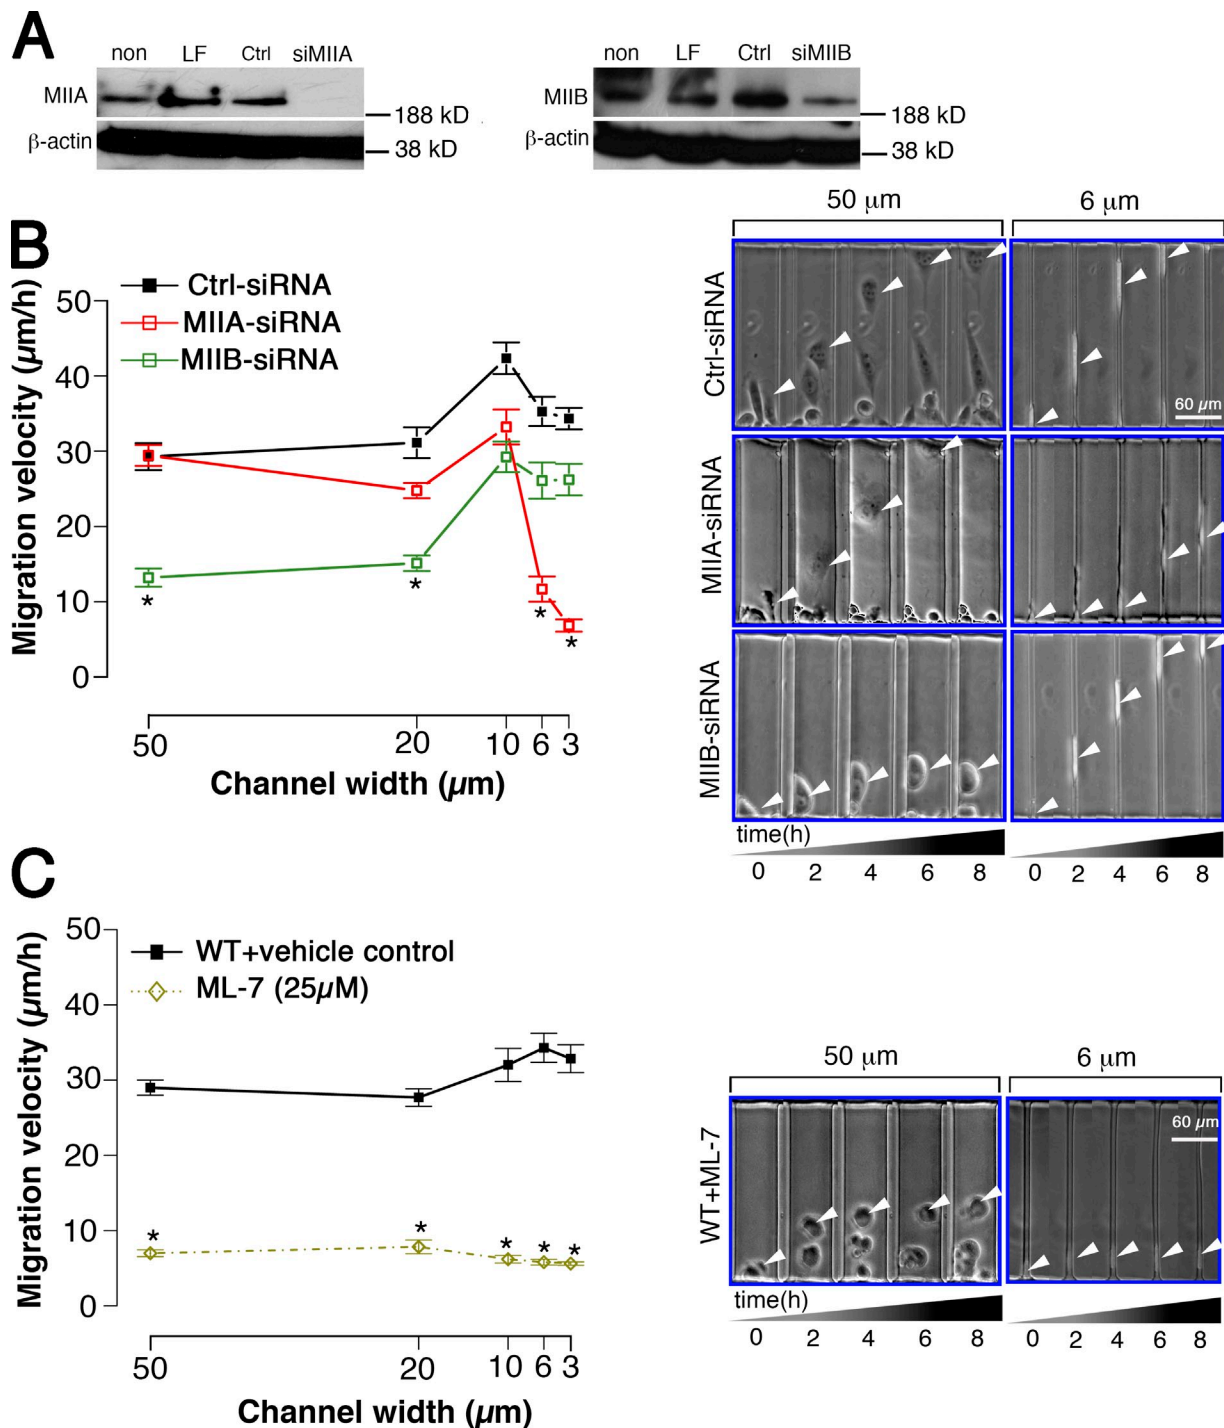 A
non LF Ctrl siMIIA
MIIA
188 kD
β-actin
38 kD
non LF Ctrl siMIIB
MIIB
188 kD
β-actin
38 kD
B
Migration velocity (µm/h)
50
40
30
20
10
0
Ctrl-siRNA
MIIA-siRNA
MIIB-siRNA
*
*
*
*
50 20 10 6 3
Channel width (µm)
50 µm 6 µm
Ctrl-siRNA
60 µm
MIIA-siRNA
MIIB-siRNA
time(h)
0 2 4 6 8 0 2 4 6 8
C
Migration velocity (µm/h)
50
40
30
20
10
0
WT+vehicle control
ML-7 (25µM)
* * * * *
50 20 10 6 3
Channel width (µm)
50 µm 6 µm
WT+ML-7
60 µm
time(h)
0 2 4 6 8 0 2 4 6 8